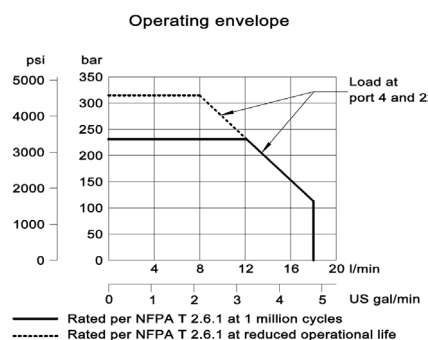 Operating envelope
psi bar
5000 350
300
4000
250
3000 200
150
2000
100
1000
50
0 0
Load at
port 4 and 2
4 8 12 16 20 l/min
0 1 2 3 4 5 US gal/min
Rated per NFPA T 2.6.1 at 1 million cycles
Rated per NFPA T 2.6.1 at reduced operational life